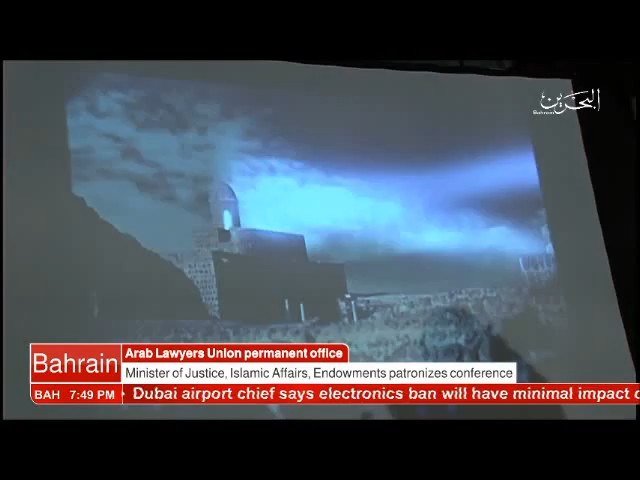 البحرين
Bahrain
Arab Lawyers Union permanent office
Bahrain
Minister of Justice, Islamic Affairs, Endowments patronizes conference
BAH 7:49 PM
Dubai airport chief says electronics ban will have minimal impact